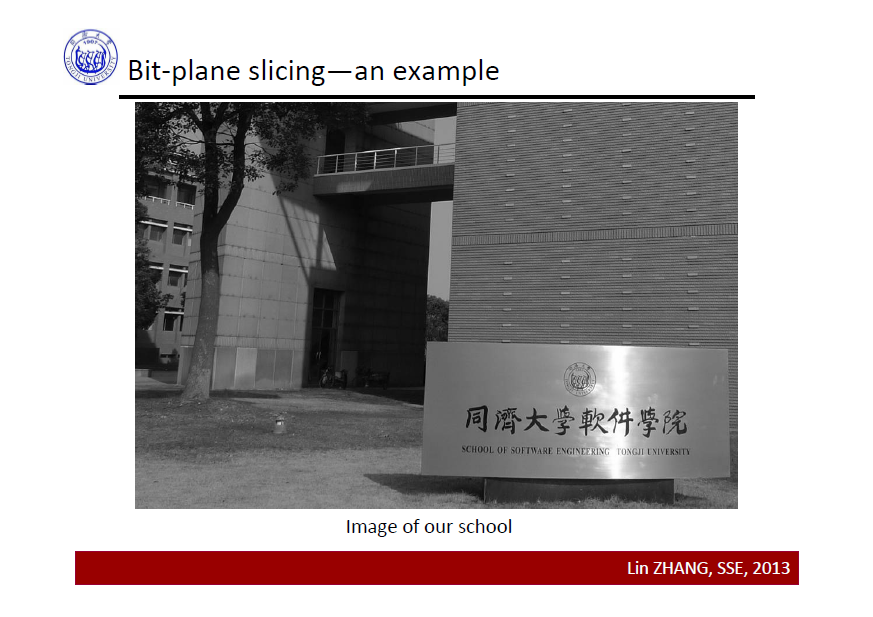 Bit-plane slicing—an example
同濟大學軟件學院
SCHOOL OF SOFTWARE ENGINEERING TONGJI UNIVERSITY
Image of our school
Lin ZHANG, SSE, 2013